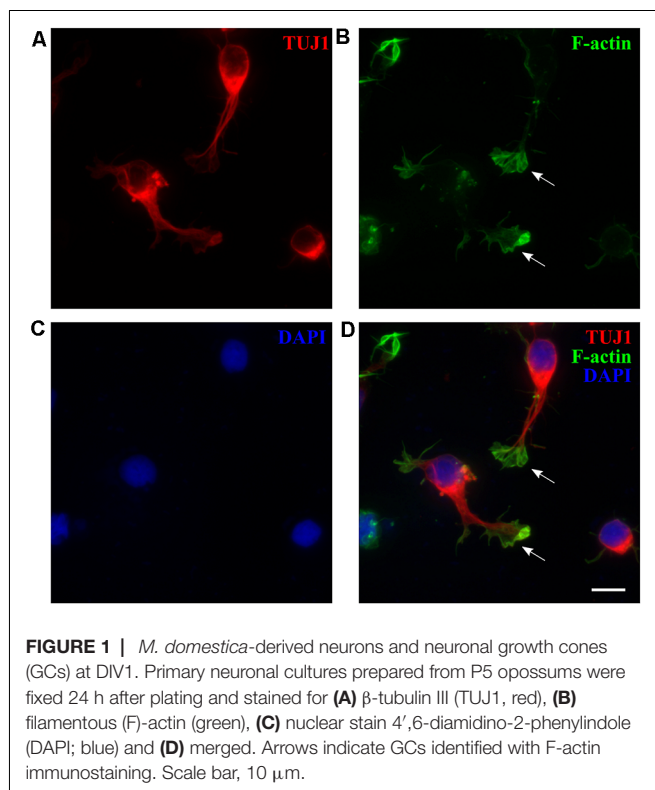 A
TUJ1
B
F-actin
C
DAPI
D
TUJ1
F-actin
DAPI
FIGURE 1 | M. domestica-derived neurons and neuronal growth cones
(GCs) at DIV1. Primary neuronal cultures prepared from P5 opossums were
fixed 24 h after plating and stained for (A) β-tubulin III (TUJ1, red), (B)
filamentous (F)-actin (green), (C) nuclear stain 4′,6-diamidino-2-phenylindole
(DAPI; blue) and (D) merged. Arrows indicate GCs identified with F-actin
immunostaining. Scale bar, 10 μm.